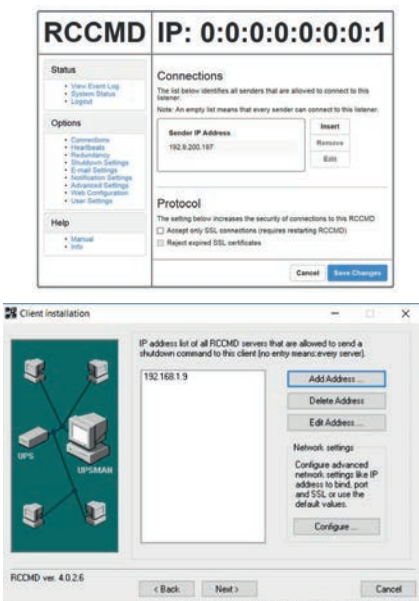 RCCMD IP: 0:0:0:0:0:0:0:1
Status
View Event Log
System Status
Logout
Options
Connections
Heartbeats
Redundancy
Shutdown Settings
E-mail Settings
Notification Settings
Advanced Settings
Web Configuration
User Settings
Help
Manual
Info
Connections
The list below identifies all senders that are allowed to connect to this
listener.
Note: An empty list means that every sender can connect to this listener.
Sender IP Address
192.9.200.197
Insert
Remove
Edit
Protocol
The setting below increases the security of connections to this RCCMD
Accept only SSL connections (requires restarting RCCMD)
Reject expired SSL certificates
Cancel
Save Changes
Client installation
UPS
UPSMAN
IP address list of all RCCMD servers that are allowed to send a
shutdown command to this client (no entry means:every server).
192.168.1.9
Add Address ...
Delete Address
Edit Address ...
Network settings
Configure advanced
network settings like IP
address to bind, port
and SSL or use the
default values.
Configure ...
RCCMD ver. 4.0.2.6
< Back
Next >
Cancel